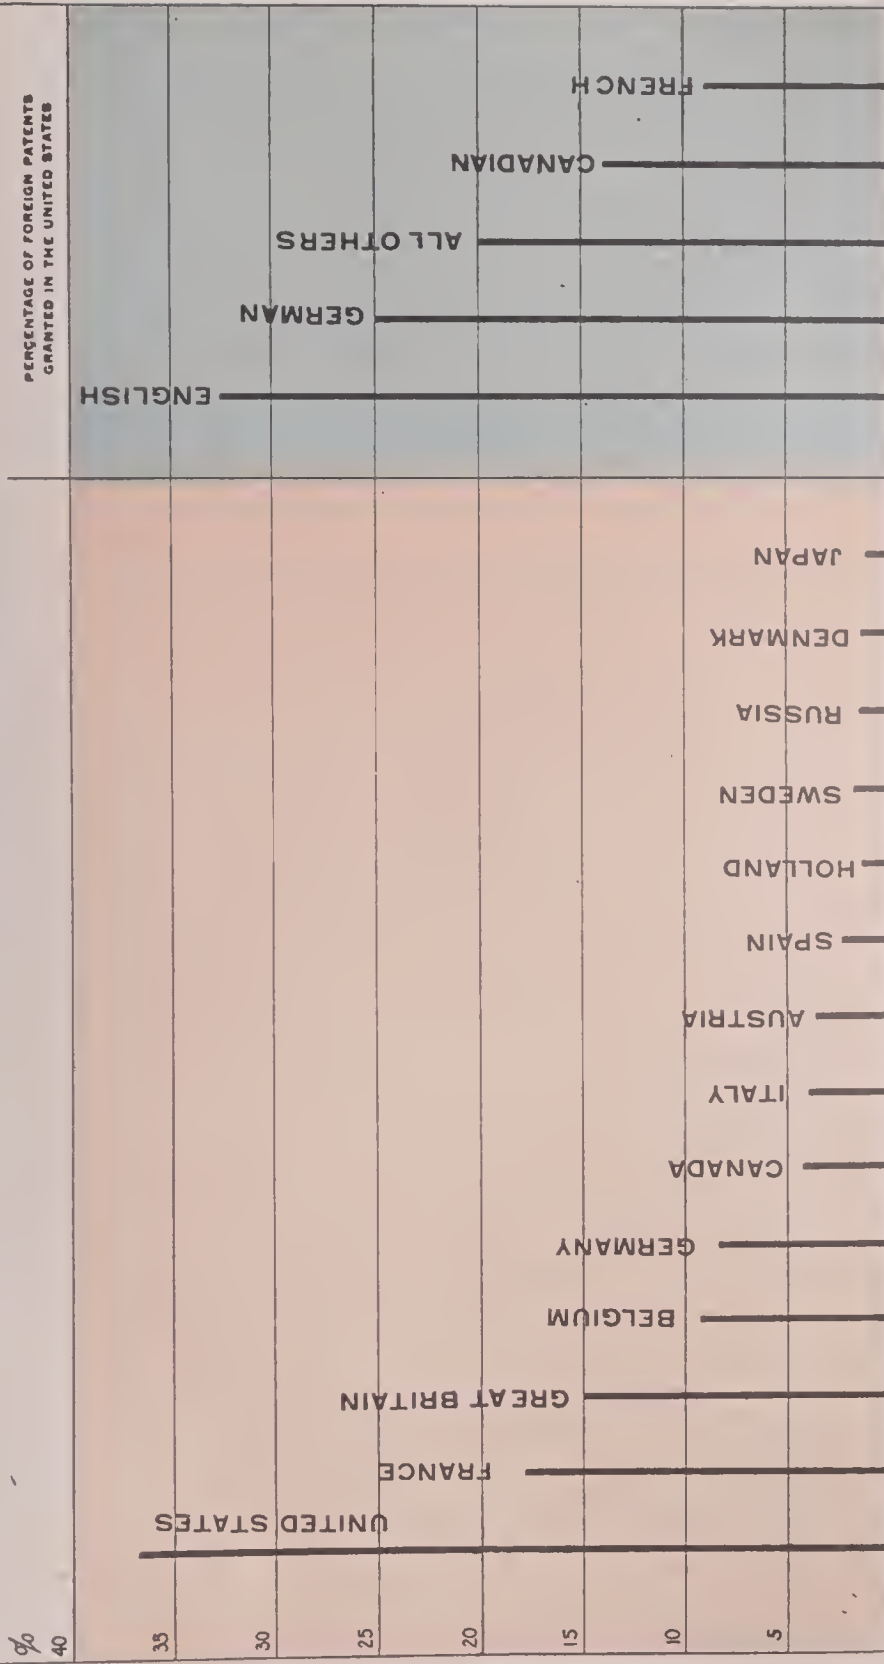 PERCENTAGE OF FOREIGN PATENTS
GRANTED IN THE UNITED STATES
%
40
35
30
25
20
15
10
5
UNITED STATES
FRANCE
GREAT BRITAIN
BELGIUM
GERMANY
CANADA
ITALY
AUSTRIA
SPAIN
HOLLAND
SWEDEN
RUSSIA
DENMARK
JAPAN
ENGLISH
GERMAN
ALL OTHERS
CANADIAN
FRENCH